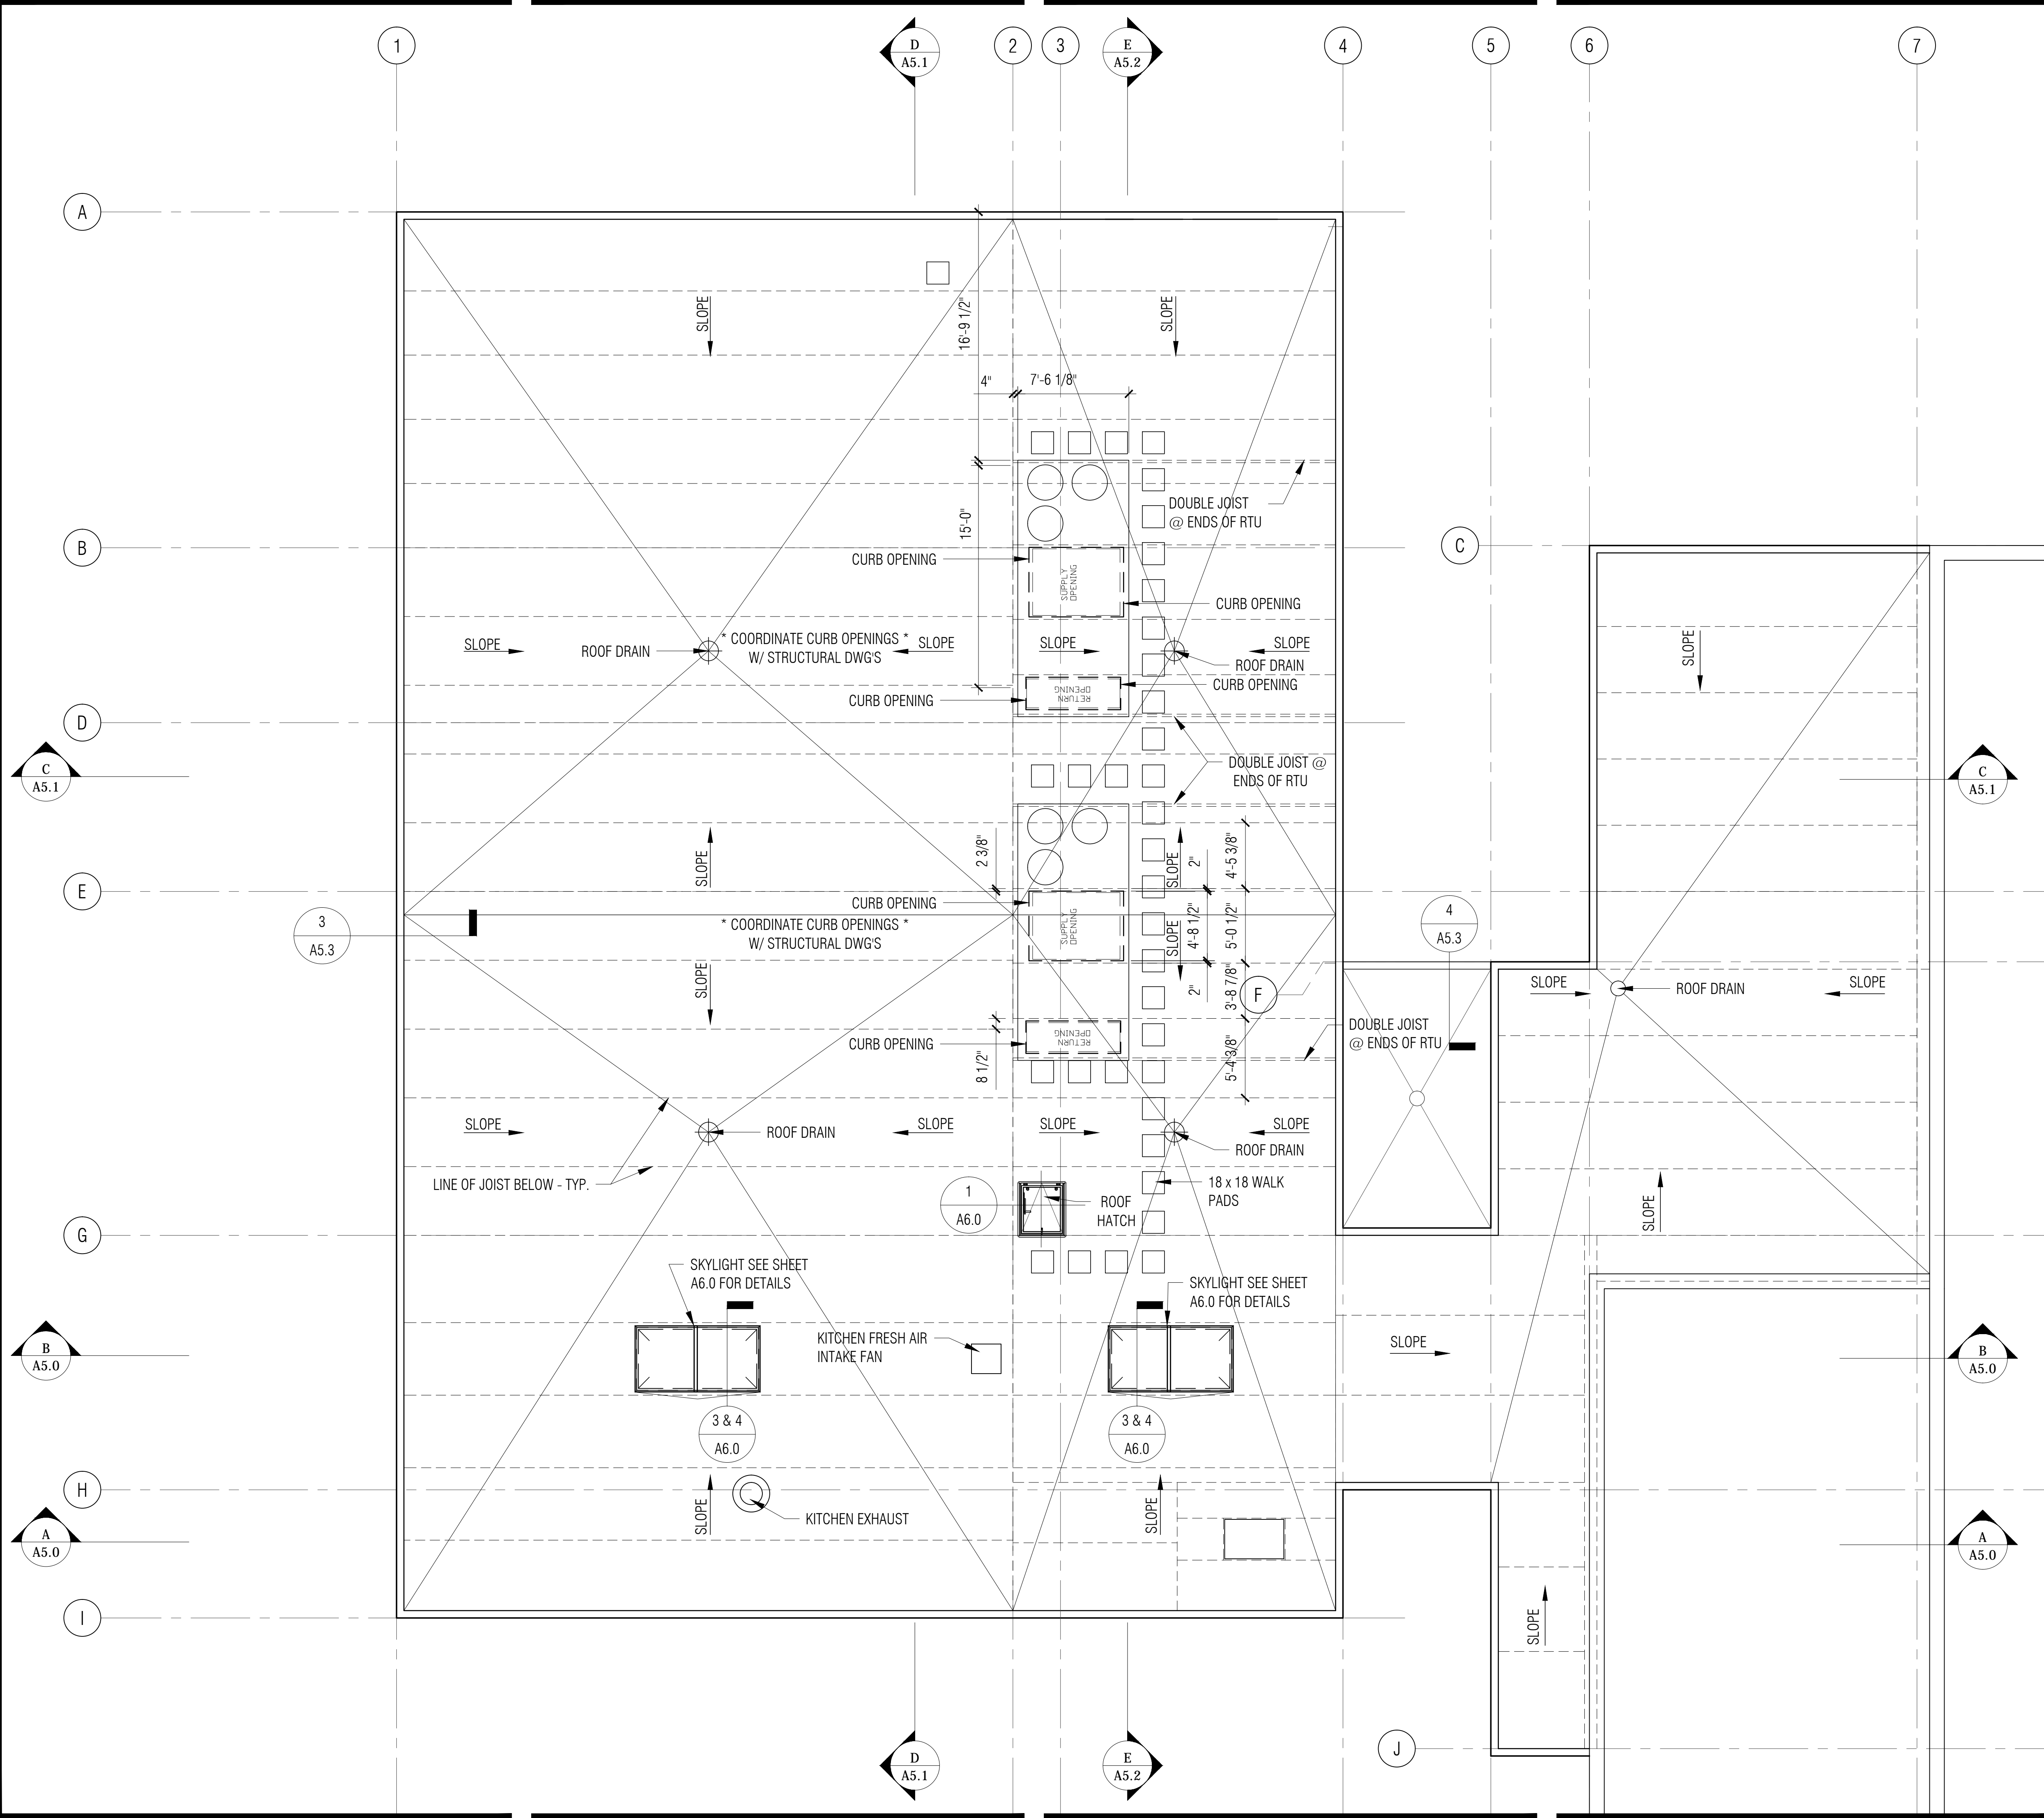 1
D
A5.1
2
3
E
A5.2
4
5
6
7
A
SLOPE
16'-9 1/2"
SLOPE
4"
7'-6 1/8"
DOUBLE JOIST
@ ENDS OF RTU
15'-0"
B
C
CURB OPENING
SUPPLY
OPENING
CURB OPENING
SLOPE
ROOF DRAIN
* COORDINATE CURB OPENINGS *
W/ STRUCTURAL DWG'S
SLOPE
SLOPE
SLOPE
ROOF DRAIN
SLOPE
CURB OPENING
RETURN
OPENING
CURB OPENING
D
C
A5.1
DOUBLE JOIST @
ENDS OF RTU
C
A5.1
SLOPE
2 3/8"
SLOPE
2"
4'-5 3/8"
E
CURB OPENING
SUPPLY
OPENING
3
A5.3
* COORDINATE CURB OPENINGS *
W/ STRUCTURAL DWG'S
SLOPE
4'-8 1/2"
5'-0 1/2"
4
A5.3
SLOPE
2"
3'-8 7/8"
F
SLOPE
ROOF DRAIN
SLOPE
CURB OPENING
RETURN
OPENING
DOUBLE JOIST
@ ENDS OF RTU
8 1/2"
5'-4 3/8"
SLOPE
ROOF DRAIN
SLOPE
SLOPE
SLOPE
ROOF DRAIN
LINE OF JOIST BELOW - TYP.
1
A6.0
ROOF
HATCH
18 x 18 WALK
PADS
SLOPE
G
SKYLIGHT SEE SHEET
A6.0 FOR DETAILS
SKYLIGHT SEE SHEET
A6.0 FOR DETAILS
B
A5.0
KITCHEN FRESH AIR
INTAKE FAN
SLOPE
B
A5.0
3 & 4
A6.0
3 & 4
A6.0
H
SLOPE
KITCHEN EXHAUST
SLOPE
A
A5.0
A
A5.0
I
SLOPE
D
A5.1
E
A5.2
J